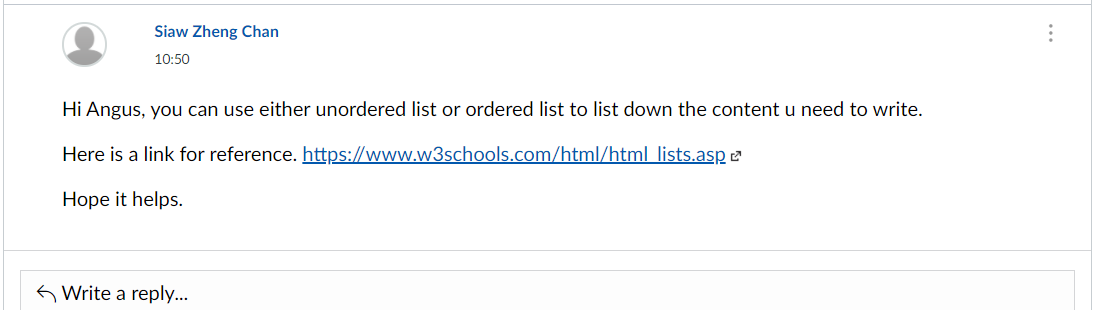 Siaw Zheng Chan
10:50
Hi Angus, you can use either unordered list or ordered list to list down the content u need to write.
Here is a link for reference. https://www.w3schools.com/html/html_lists.asp
Hope it helps.
Write a reply...